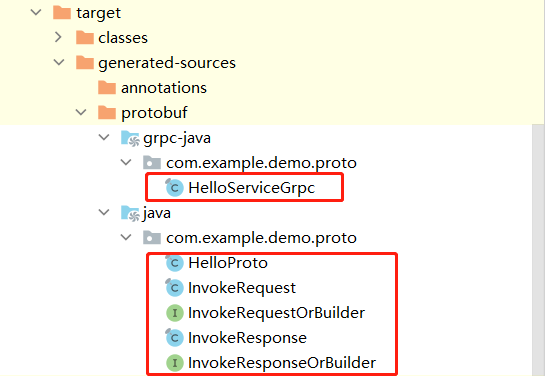 target
classes
generated-sources
annotations
protobuf
grpc-java
com.example.demo.proto
C HelloServiceGrpc
java
com.example.demo.proto
C HelloProto
C InvokeRequest
I InvokeRequestOrBuilder
C InvokeResponse
I InvokeResponseOrBuilder